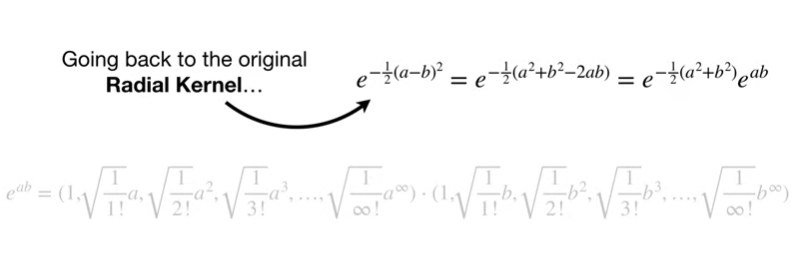 Going back to the original
Radial Kernel…
e^{-\frac{1}{2}(a-b)^2} = e^{-\frac{1}{2}(a^2+b^2-2ab)} = e^{-\frac{1}{2}(a^2+b^2)}e^{ab}
e^{ab} = (1,\sqrt{\frac{1}{1!}}a,\sqrt{\frac{1}{2!}}a^2,\sqrt{\frac{1}{3!}}a^3,…,\sqrt{\frac{1}{\infty!}}a^\infty) · (1,\sqrt{\frac{1}{1!}}b,\sqrt{\frac{1}{2!}}b^2,\sqrt{\frac{1}{3!}}b^3,…,\sqrt{\frac{1}{\infty!}}b^\infty)